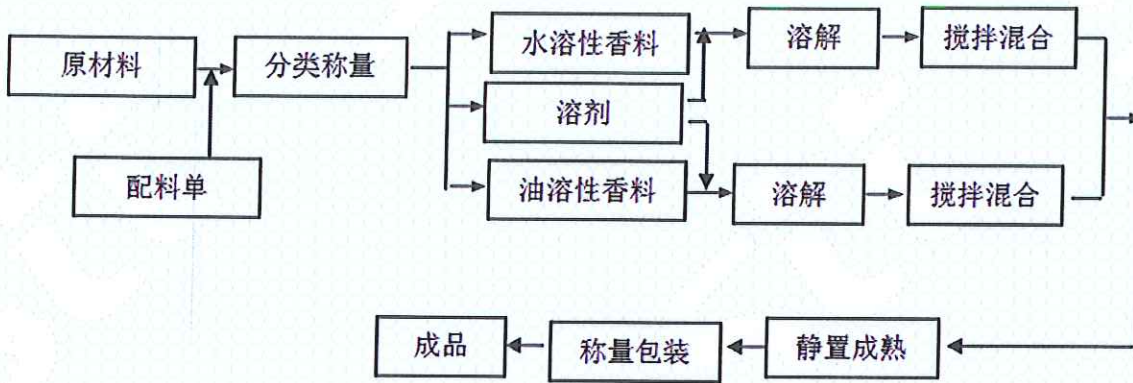 水溶性香料
溶解
搅拌混合
原材料
分类称量
溶剂
配料单
油溶性香料
溶解
搅拌混合
成品
称量包装
静置成熟